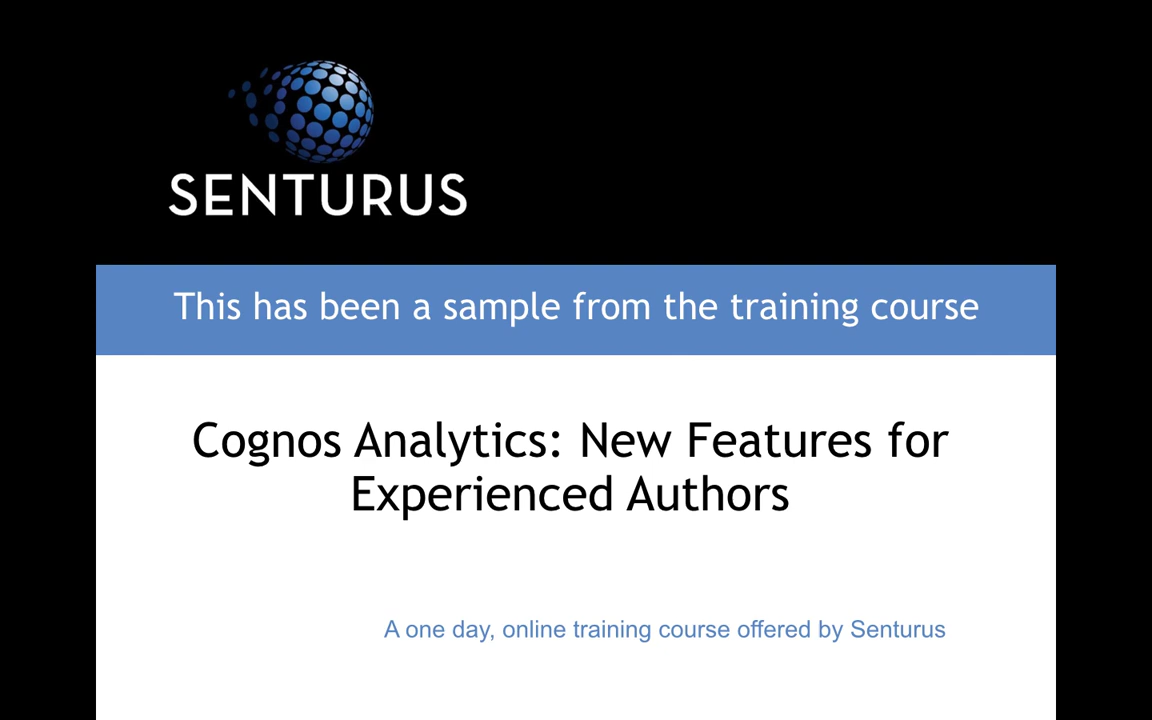 SENTURUS
This has been a sample from the training course
Cognos Analytics: New Features for
Experienced Authors
A one day, online training course offered by Senturus